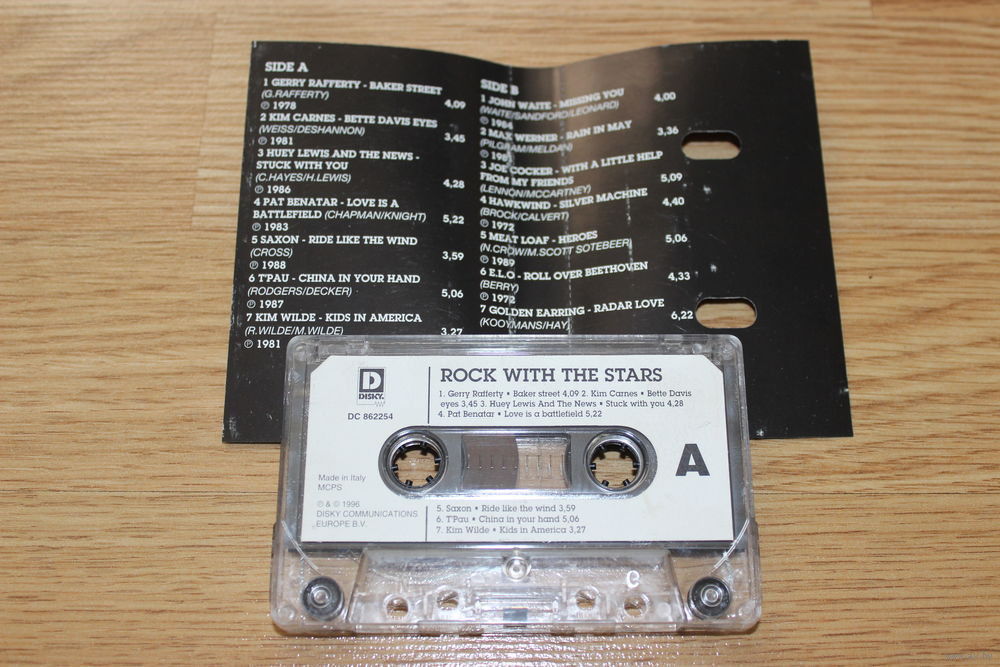 SIDE A
1 GERRY RAFFERTY - BAKER STREET
(G.RAFFERTY)
℗ 1978 4,09
2 KIM CARNES - BETTE DAVIS EYES
(WEISS/DESHANNON) 3,45
℗ 1981
3 HUEY LEWIS AND THE NEWS -
STUCK WITH YOU
(C.HAYES/H.LEWIS) 4,28
℗ 1986
4 PAT BENATAR - LOVE IS A
BATTLEFIELD (CHAPMAN/KNIGHT) 5,22
℗ 1983
5 SAXON - RIDE LIKE THE WIND
(CROSS) 3,59
℗ 1988
6 T'PAU - CHINA IN YOUR HAND
(RODGERS/DECKER) 5,06
℗ 1987
7 KIM WILDE - KIDS IN AMERICA
(R.WILDE/M.WILDE) 3,27
℗ 1981
SIDE B
1 JOHN WAITE - MISSING YOU 4,00
(WAITE/SANDFORD/LEONARD)
℗ 1984
2 MAX WERNER - RAIN IN MAY 3,36
(PILGRAM/MELDAN)
℗ 1981
3 JOE COCKER - WITH A LITTLE HELP
FROM MY FRIENDS 5,09
(LENNON/MCCARTNEY)
4 HAWKWIND - SILVER MACHINE 4,40
(BROCK/CALVERT)
℗ 1972
5 MEAT LOAF - HEROES 5,06
(N.CROW/M.SCOTT SOTEBEER)
℗ 1989
6 E.L.O - ROLL OVER BEETHOVEN 4,33
(BERRY)
℗ 1972
7 GOLDEN EARRING - RADAR LOVE 6,22
(KOOYMANS/HAY)
D
DISKY.
DC 862254
ROCK WITH THE STARS
1. Gerry Rafferty • Baker street 4,09 2. Kim Carnes • Bette Davis
eyes 3,45 3. Huey Lewis And The News • Stuck with you 4,28
4. Pat Benatar • Love is a battlefield 5,22
A
Made in Italy
MCPS
℗ & © 1996
DISKY COMMUNICATIONS
EUROPE B.V.
5. Saxon • Ride like the wind 3,59
6. T'Pau • China in your hand 5,06
7. Kim Wilde • Kids in America 3,27